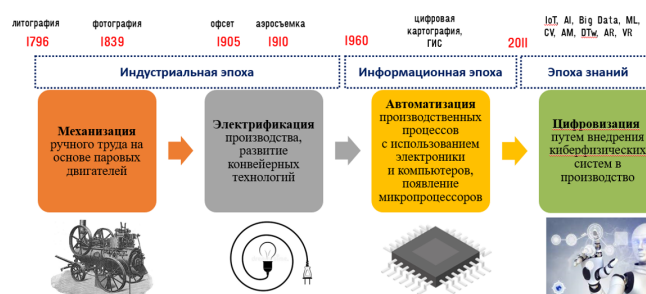 литография
1796
фотография
1839
офсет
1905
аэросъемка
1910
1960
цифровая
картография,
ГИС
2011
IoT, AI, Big Data, ML,
CV, AM, DTw, AR, VR
Индустриальная эпоха
Информационная эпоха
Эпоха знаний
Механизация
ручного труда на
основе паровых
двигателей
Электрификация
производства,
развитие
конвейерных
технологий
Автоматизация
производственных
процессов
с использованием
электроники
и компьютеров,
появление
микропроцессоров
Цифровизация
путем внедрения
киберфизических
систем в
производство